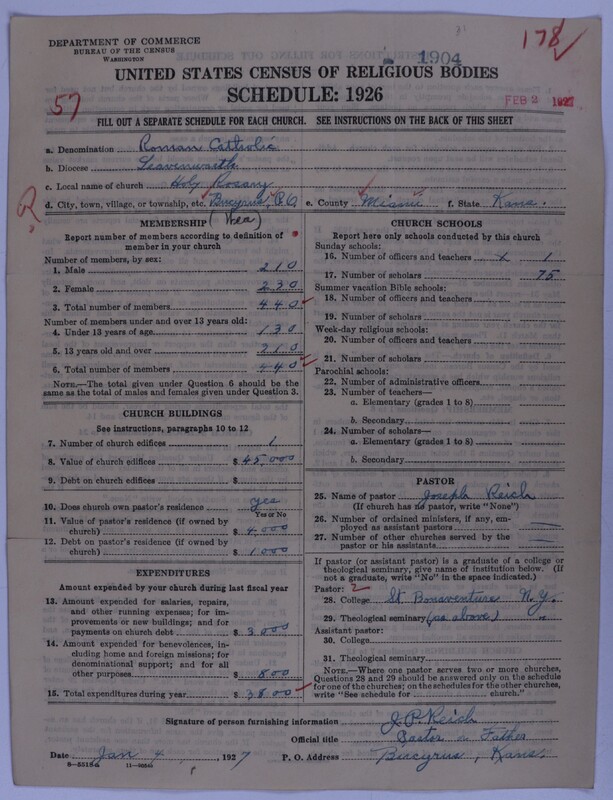 DEPARTMENT OF COMMERCE
BUREAU OF THE CENSUS
WASHINGTON
1904
178
UNITED STATES CENSUS OF RELIGIOUS BODIES
SCHEDULE: 1926
57
FEB 2 1927
FILL OUT A SEPARATE SCHEDULE FOR EACH CHURCH. SEE INSTRUCTIONS ON THE BACK OF THIS SHEET
a. Denomination Roman Catholic
b. Diocese Leavenworth
c. Local name of church Holy Rosary
d. City, town, village, or township, etc. Bucyrus, P.O. e. County Miami f. State Kans.
MEMBERSHIP (Wea)
Report number of members according to definition of member in your church
Number of members, by sex:
1. Male 210
2. Female 230
3. Total number of members 440
Number of members under and over 13 years old:
4. Under 13 years of age 130
5. 13 years old and over 210
6. Total number of members 440
NOTE.—The total given under Question 6 should be the same as the total of males and females given under Question 3.
CHURCH BUILDINGS
See instructions, paragraphs 10 to 12
7. Number of church edifices 1
8. Value of church edifices $ 45,000
9. Debt on church edifices $
10. Does church own pastor's residence yes
Yes or No
11. Value of pastor's residence (if owned by church) $ 4,000
12. Debt on pastor's residence (if owned by church) $ 1000
EXPENDITURES
Amount expended by your church during last fiscal year
13. Amount expended for salaries, repairs, and other running expenses; for improvements or new buildings; and for payments on church debt $ 3000
14. Amount expended for benevolences, including home and foreign missions; for denominational support; and for all other purposes $ 800
15. Total expenditures during year $ 3800
CHURCH SCHOOLS
Report here only schools conducted by this church
Sunday schools:
16. Number of officers and teachers x 1
17. Number of scholars 75
Summer vacation Bible schools:
18. Number of officers and teachers
19. Number of scholars
Week-day religious schools:
20. Number of officers and teachers
21. Number of scholars
Parochial schools:
22. Number of administrative officers
23. Number of teachers—
a. Elementary (grades 1 to 8)
b. Secondary
24. Number of scholars—
a. Elementary (grades 1 to 8)
b. Secondary
PASTOR
25. Name of pastor Joseph Reich
(If church has no pastor, write "None")
26. Number of ordained ministers, if any, employed as assistant pastors
27. Number of other churches served by the pastor or his assistants
If pastor (or assistant pastor) is a graduate of a college or theological seminary, give name of institution below. (If not a graduate, write "No" in the space indicated.)
Pastor: 2
28. College St. Bonaventure N.Y.
29. Theological seminary (as above) "
Assistant pastor:
30. College
31. Theological seminary
NOTE.—Where one pastor serves two or more churches, Questions 28 and 29 should be answered only on the schedule for one of the churches; on the schedules for the other churches, write "See schedule for church."
Signature of person furnishing information J.P. Reich
Official title Pastor or Father
Date Jan 4, 1927 P. O. Address Bucyrus, Kans.